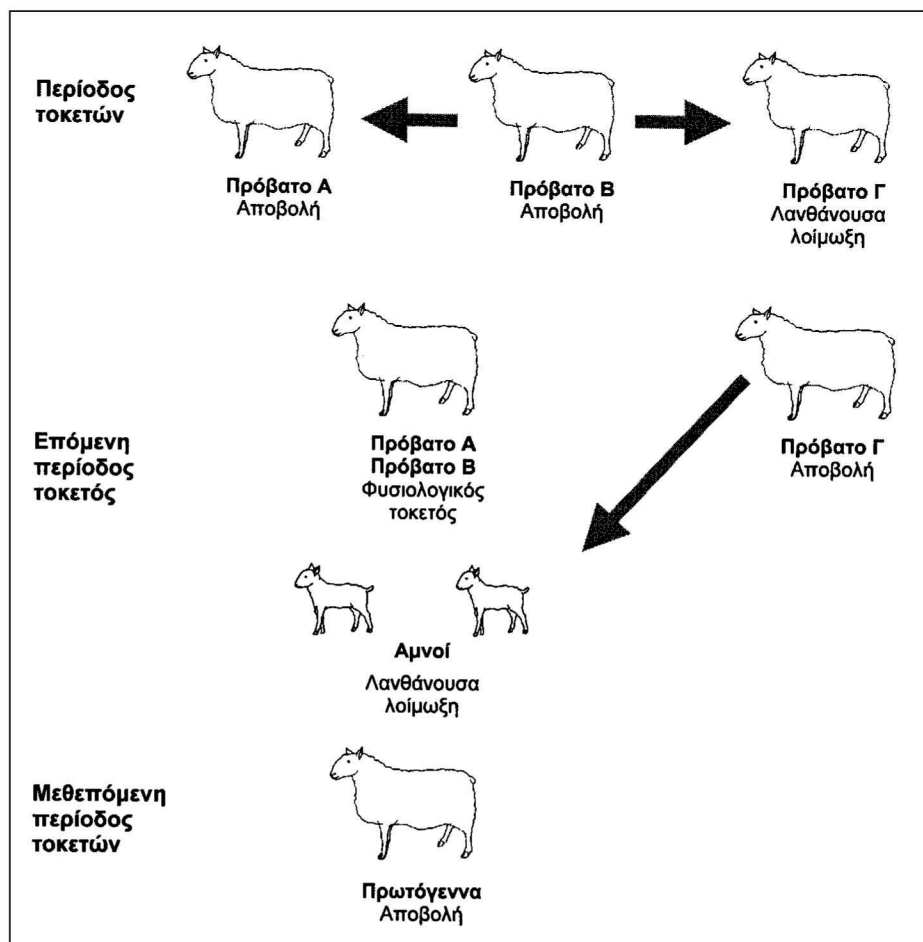 Περίοδος
τοκετών
Πρόβατο Α
Αποβολή
Πρόβατο Β
Αποβολή
Πρόβατο Γ
Λανθάνουσα
λοίμωξη
Επόμενη
περίοδος
τοκετός
Πρόβατο Α
Πρόβατο Β
Φυσιολογικός
τοκετός
Πρόβατο Γ
Αποβολή
Αμνοί
Λανθάνουσα
λοίμωξη
Μεθεπόμενη
περίοδος
τοκετών
Πρωτόγεννα
Αποβολή